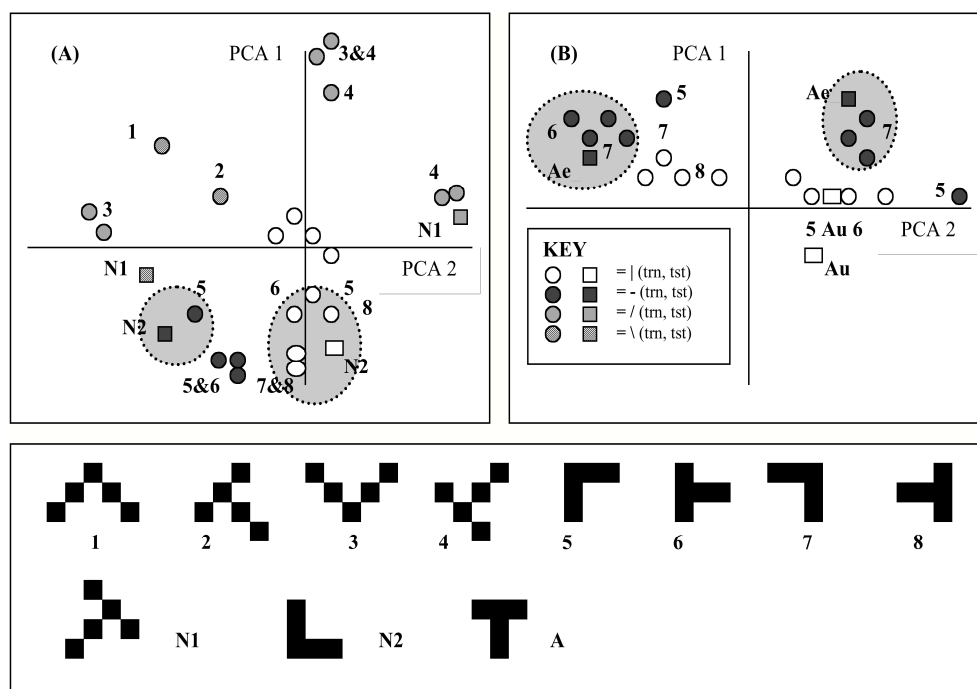 (A)
PCA 1
3&4
4
1
2
4
3
N1
PCA 2
N1
5
6
5
8
N2
N2
5&6
7&8
(B)
PCA 1
5
Ae
6
7
7
7
8
Ae
5
5 Au 6
PCA 2
Au
KEY
= | (trn, tst)
= - (trn, tst)
= / (trn, tst)
= \ (trn, tst)
1 2 3 4 5 6 7 8
N1 N2 A